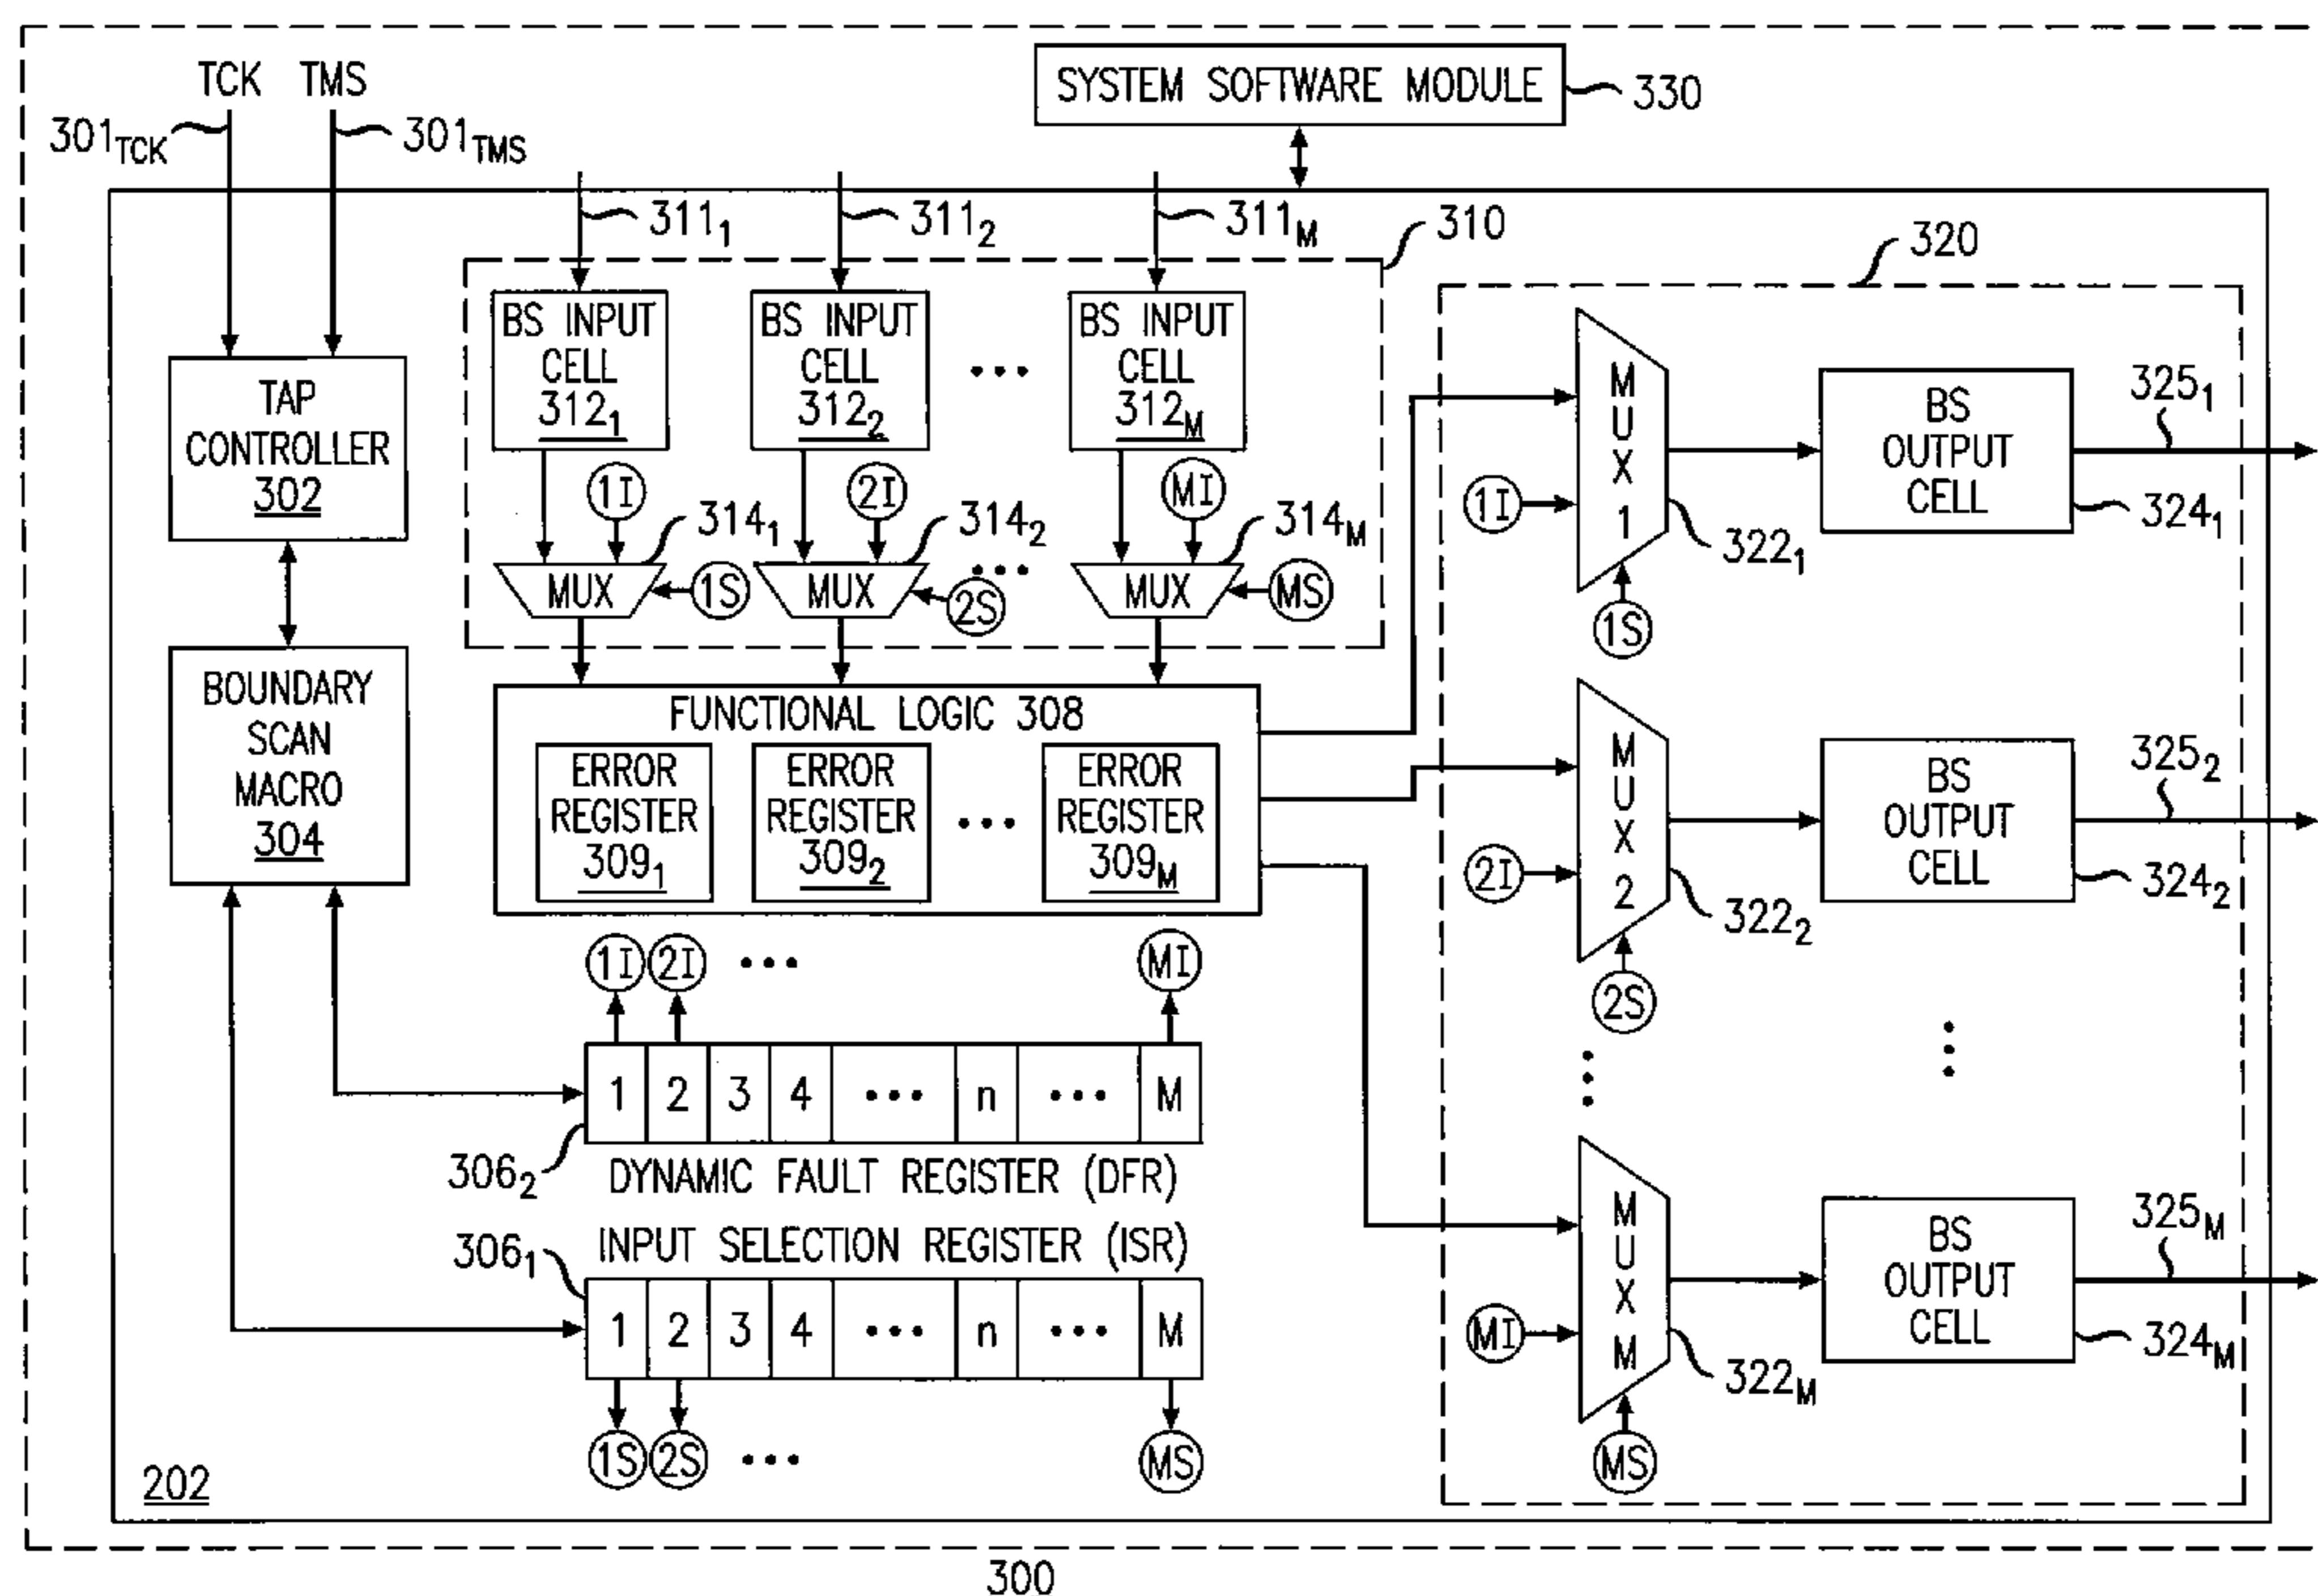 TCK TMS
301TCK
301TMS
SYSTEM SOFTWARE MODULE
330
311₁
311₂
311M
310
320
BS INPUT
CELL
312₁
BS INPUT
CELL
312₂
• • •
BS INPUT
CELL
312M
TAP
CONTROLLER
302
1I
2I
MI
314₁
314₂
314M
MUX
1S
MUX
2S
• • •
MUX
MS
BOUNDARY
SCAN
MACRO
304
FUNCTIONAL LOGIC 308
ERROR
REGISTER
309₁
ERROR
REGISTER
309₂
• • •
ERROR
REGISTER
309M
1I 2I • • • MI
1 2 3 4 • • • n • • • M
306₂
DYNAMIC FAULT REGISTER (DFR)
INPUT SELECTION REGISTER (ISR)
306₁
1 2 3 4 • • • n • • • M
1S 2S • • • MS
MUX 1
1I
1S
322₁
BS
OUTPUT
CELL
325₁
324₁
MUX 2
2I
2S
322₂
BS
OUTPUT
CELL
325₂
324₂
MUX M
MI
MS
322M
BS
OUTPUT
CELL
325M
324M
202
300